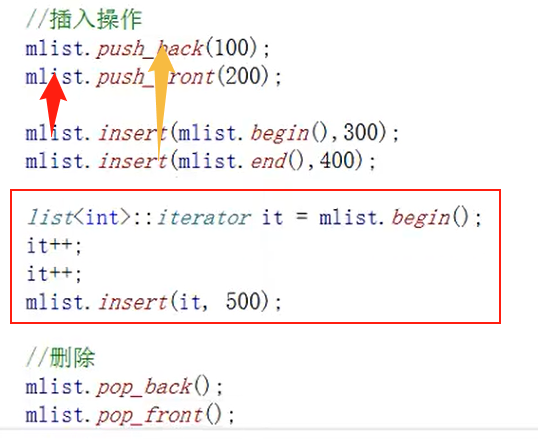 //插入操作
mlist.push_back(100);
mlist.push_front(200);
mlist.insert(mlist.begin(),300);
mlist.insert(mlist.end(),400);
list<int>::iterator it = mlist.begin();
it++;
it++;
mlist.insert(it, 500);
//删除
mlist.pop_back();
mlist.pop_front();